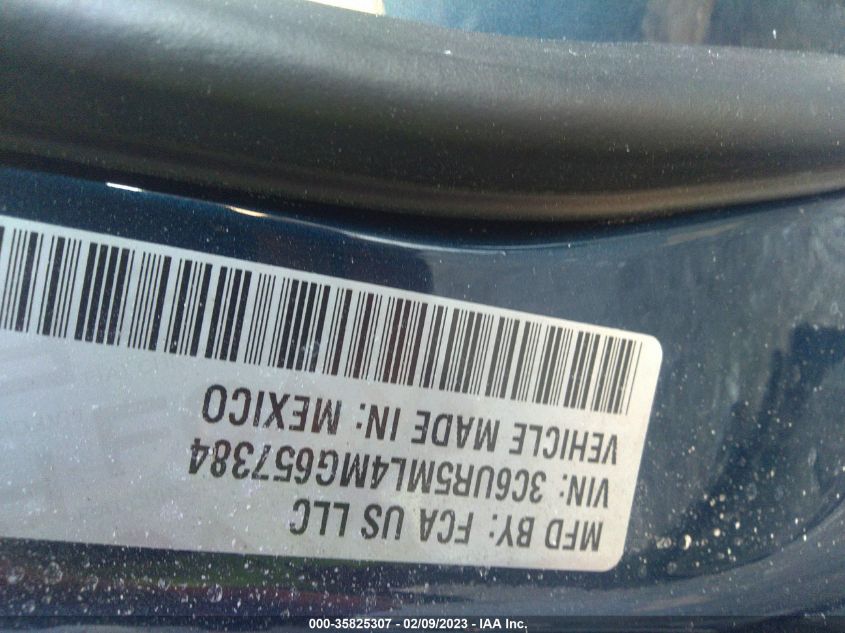 MFD BY: FCA US LLC
VIN: 3C6UR5ML4MG657384
VEHICLE MADE IN: MEXICO
000-35825307 - 02/09/2023 - IAA Inc.